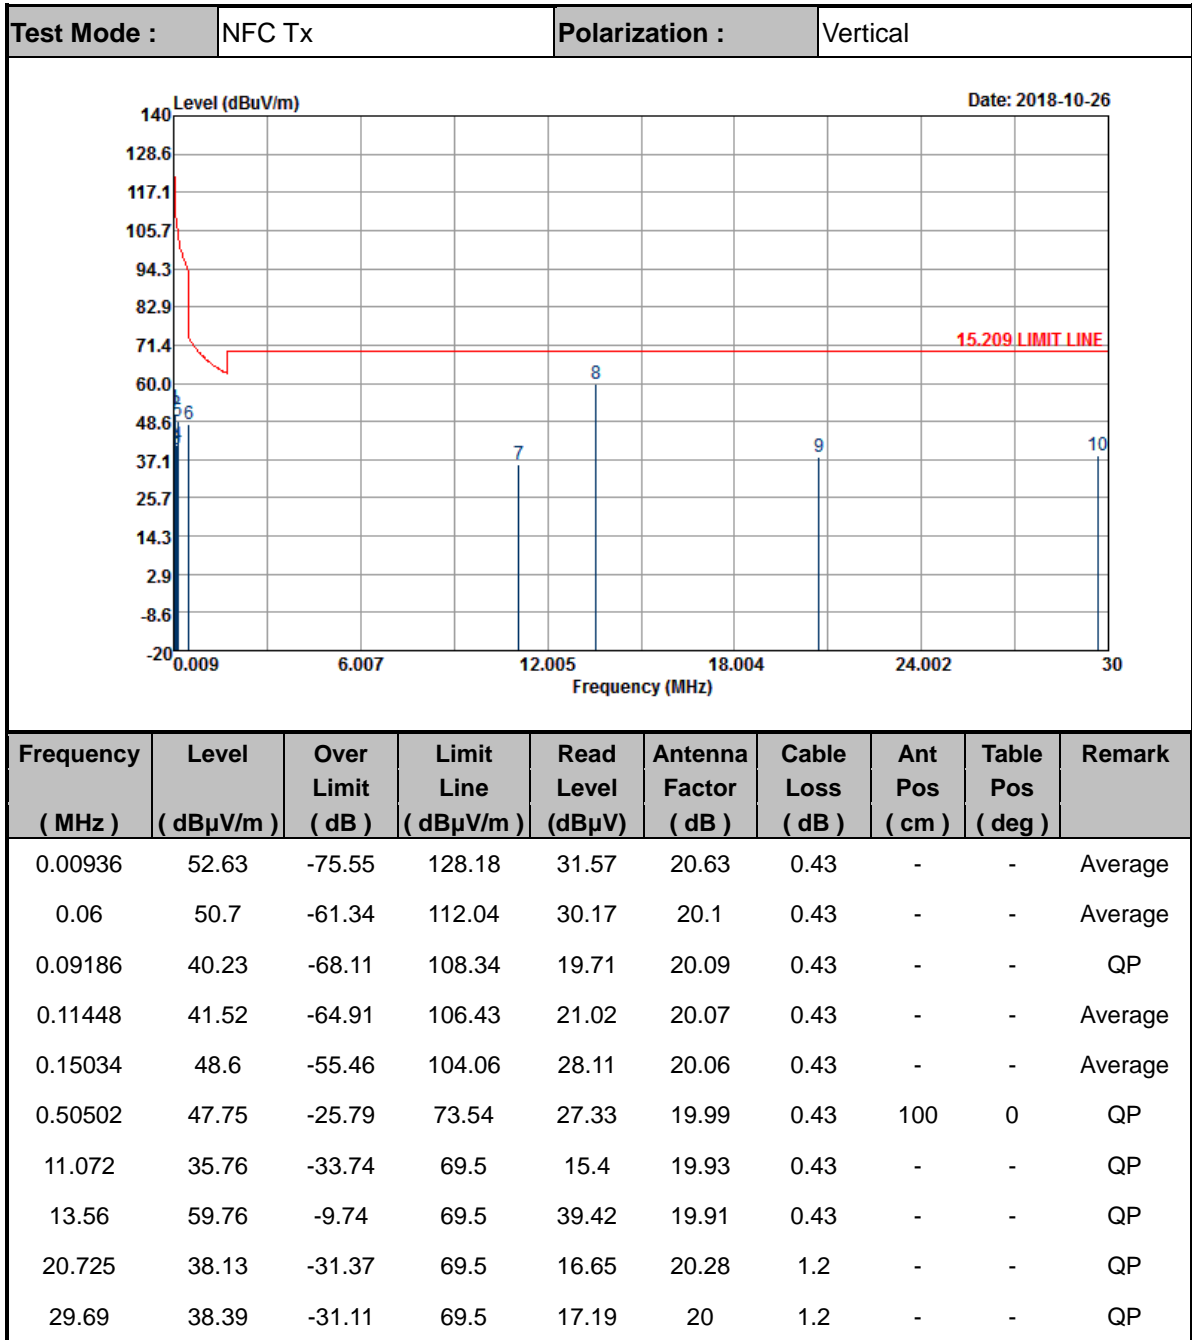 Test Mode : NFC Tx Polarization : Vertical
Level (dBuV/m) Date: 2018-10-26
140
128.6
117.1
105.7
94.3
82.9
71.4
15.209 LIMIT LINE
60.0
8
48.6
5 6
37.1
7
9
10
25.7
14.3
2.9
-8.6
-20
0.009 6.007 12.005 18.004 24.002 30
Frequency (MHz)
Frequency Level Over Limit Read Antenna Cable Ant Table Remark
Limit Line Level Factor Loss Pos Pos
( MHz ) ( dBµV/m ) ( dB ) ( dBµV/m ) (dBµV) ( dB ) ( dB ) ( cm ) ( deg )
0.00936 52.63 -75.55 128.18 31.57 20.63 0.43 - - Average
0.06 50.7 -61.34 112.04 30.17 20.1 0.43 - - Average
0.09186 40.23 -68.11 108.34 19.71 20.09 0.43 - - QP
0.11448 41.52 -64.91 106.43 21.02 20.07 0.43 - - Average
0.15034 48.6 -55.46 104.06 28.11 20.06 0.43 - - Average
0.50502 47.75 -25.79 73.54 27.33 19.99 0.43 100 0 QP
11.072 35.76 -33.74 69.5 15.4 19.93 0.43 - - QP
13.56 59.76 -9.74 69.5 39.42 19.91 0.43 - - QP
20.725 38.13 -31.37 69.5 16.65 20.28 1.2 - - QP
29.69 38.39 -31.11 69.5 17.19 20 1.2 - - QP